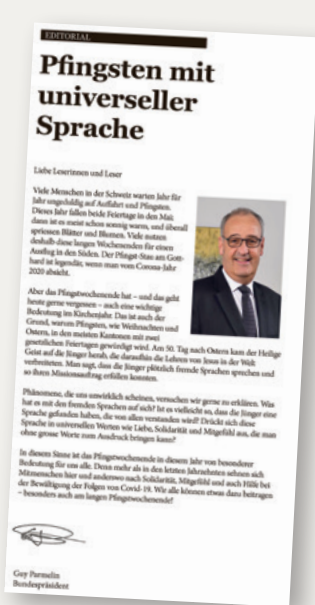 EDITORIAL
Pfingsten mit
universeller
Sprache
Liebe Leserinnen und Leser
Viele Menschen in der Schweiz warten Jahr für
Jahr ungeduldig auf Auffahrt und Pfingsten.
Dieses Jahr fallen beide Feiertage in den Mai;
dann ist es meist schon sonnig warm, und überall
spriessen Blätter und Blumen. Viele nutzen
deshalb diese langen Wochenenden für einen
Ausflug in den Süden. Der Pfingst-Stau am Gott-
hard ist legendär, wenn man vom Corona-Jahr
2020 absieht.
Aber das Pfingstwochenende hat – und das geht
heute gerne vergessen – auch eine wichtige
Bedeutung im Kirchenjahr. Das ist auch der
Grund, warum Pfingsten, wie Weihnachten und
Ostern, in den meisten Kantonen mit zwei
gesetzlichen Feiertagen gewürdigt wird. Am 50. Tag nach Ostern kam der Heilige
Geist auf die Jünger herab, die daraufhin die Lehren von Jesus in der Welt
verbreiteten. Man sagt, dass die Jünger plötzlich fremde Sprachen sprechen und
so ihren Missionsauftrag erfüllen konnten.
Phänomene, die uns unwirklich scheinen, versuchen wir gerne zu erklären. Was
hat es mit den fremden Sprachen auf sich? Ist es vielleicht so, dass die Jünger eine
Sprache gefunden haben, die von allen verstanden wird? Drückt sich diese
Sprache in universellen Werten wie Liebe, Solidarität und Mitgefühl aus, die man
ohne grosse Worte zum Ausdruck bringen kann?
In diesem Sinne ist das Pfingstwochenende in diesem Jahr von besonderer
Bedeutung für uns alle. Denn mehr als in den letzten Jahrzehnten sehnen sich
Mitmenschen hier und anderswo nach Solidarität, Mitgefühl und auch Hilfe bei
der Bewältigung der Folgen von Covid-19. Wir alle können etwas dazu beitragen
– besonders auch am langen Pfingstwochenende!
Guy Parmelin
Bundespräsident